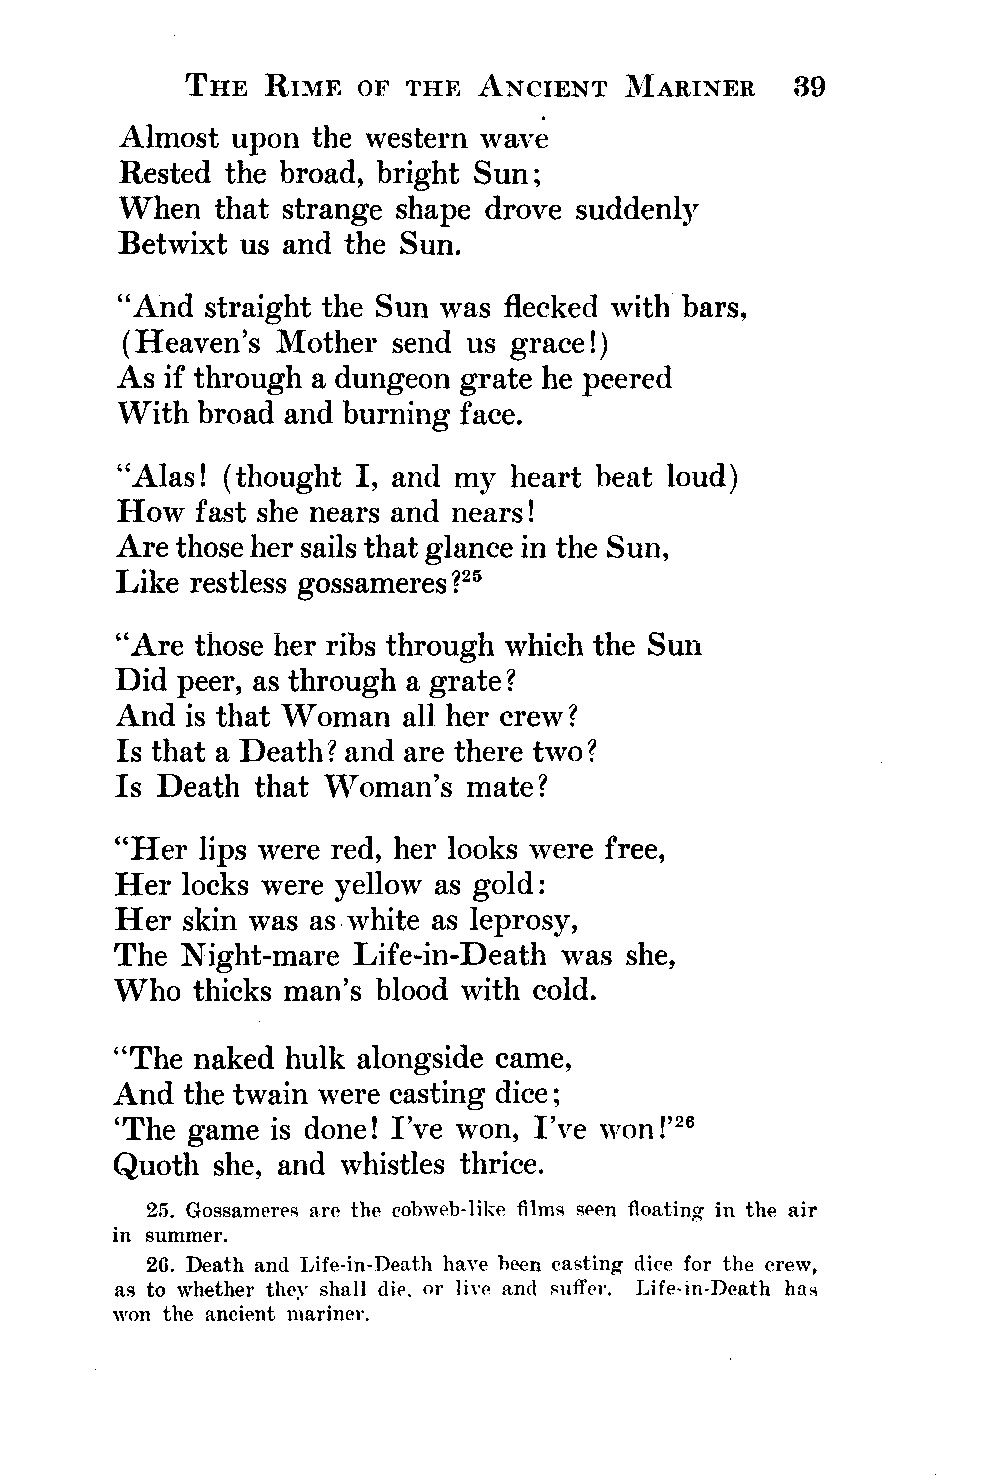 THE RIME OF THE ANCIENT MARINER 39
Almost upon the western wave
Rested the broad, bright Sun;
When that strange shape drove suddenly
Betwixt us and the Sun.
“And straight the Sun was flecked with bars,
(Heaven’s Mother send us grace!)
As if through a dungeon grate he peered
With broad and burning face.
“Alas! (thought I, and my heart beat loud)
How fast she nears and nears!
Are those her sails that glance in the Sun,
Like restless gossameres?²⁵
“Are those her ribs through which the Sun
Did peer, as through a grate?
And is that Woman all her crew?
Is that a Death? and are there two?
Is Death that Woman’s mate?
“Her lips were red, her looks were free,
Her locks were yellow as gold:
Her skin was as white as leprosy,
The Night-mare Life-in-Death was she,
Who thicks man’s blood with cold.
“The naked hulk alongside came,
And the twain were casting dice;
‘The game is done! I’ve won, I’ve won!’²⁶
Quoth she, and whistles thrice.
25. Gossameres are the cobweb-like films seen floating in the air
in summer.
26. Death and Life-in-Death have been casting dice for the crew,
as to whether they shall die, or live and suffer. Life-in-Death has
won the ancient mariner.